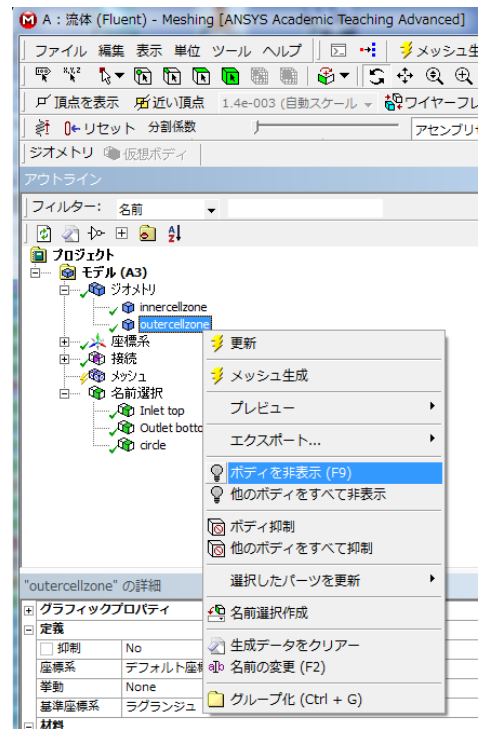 A : 流体 (Fluent) - Meshing [ANSYS Academic Teaching Advanced]
ファイル 編集 表示 単位 ツール ヘルプ メッシュ生
頂点を表示 近い頂点 1.4e-003 (自動スケール ワイヤーフレ
リセット 分割係数 アセンブリ
ジオメトリ 仮想ボディ
アウトライン
フィルター: 名前
プロジェクト
モデル (A3)
ジオメトリ
innercellzone
outercellzone
座標系
接続
メッシュ
名前選択
Inlet top
Outlet botto
circle
更新
メッシュ生成
プレビュー
エクスポート...
ボディを非表示 (F9)
他のボディをすべて非表示
ボディ抑制
他のボディをすべて抑制
選択したパーツを更新
名前選択作成
生成データをクリアー
名前の変更 (F2)
グループ化 (Ctrl + G)
"outercellzone" の詳細
グラフィックプロパティ
定義
抑制 No
座標系 デフォルト座標
挙動 None
基準座標系 ラグランジュ
材料